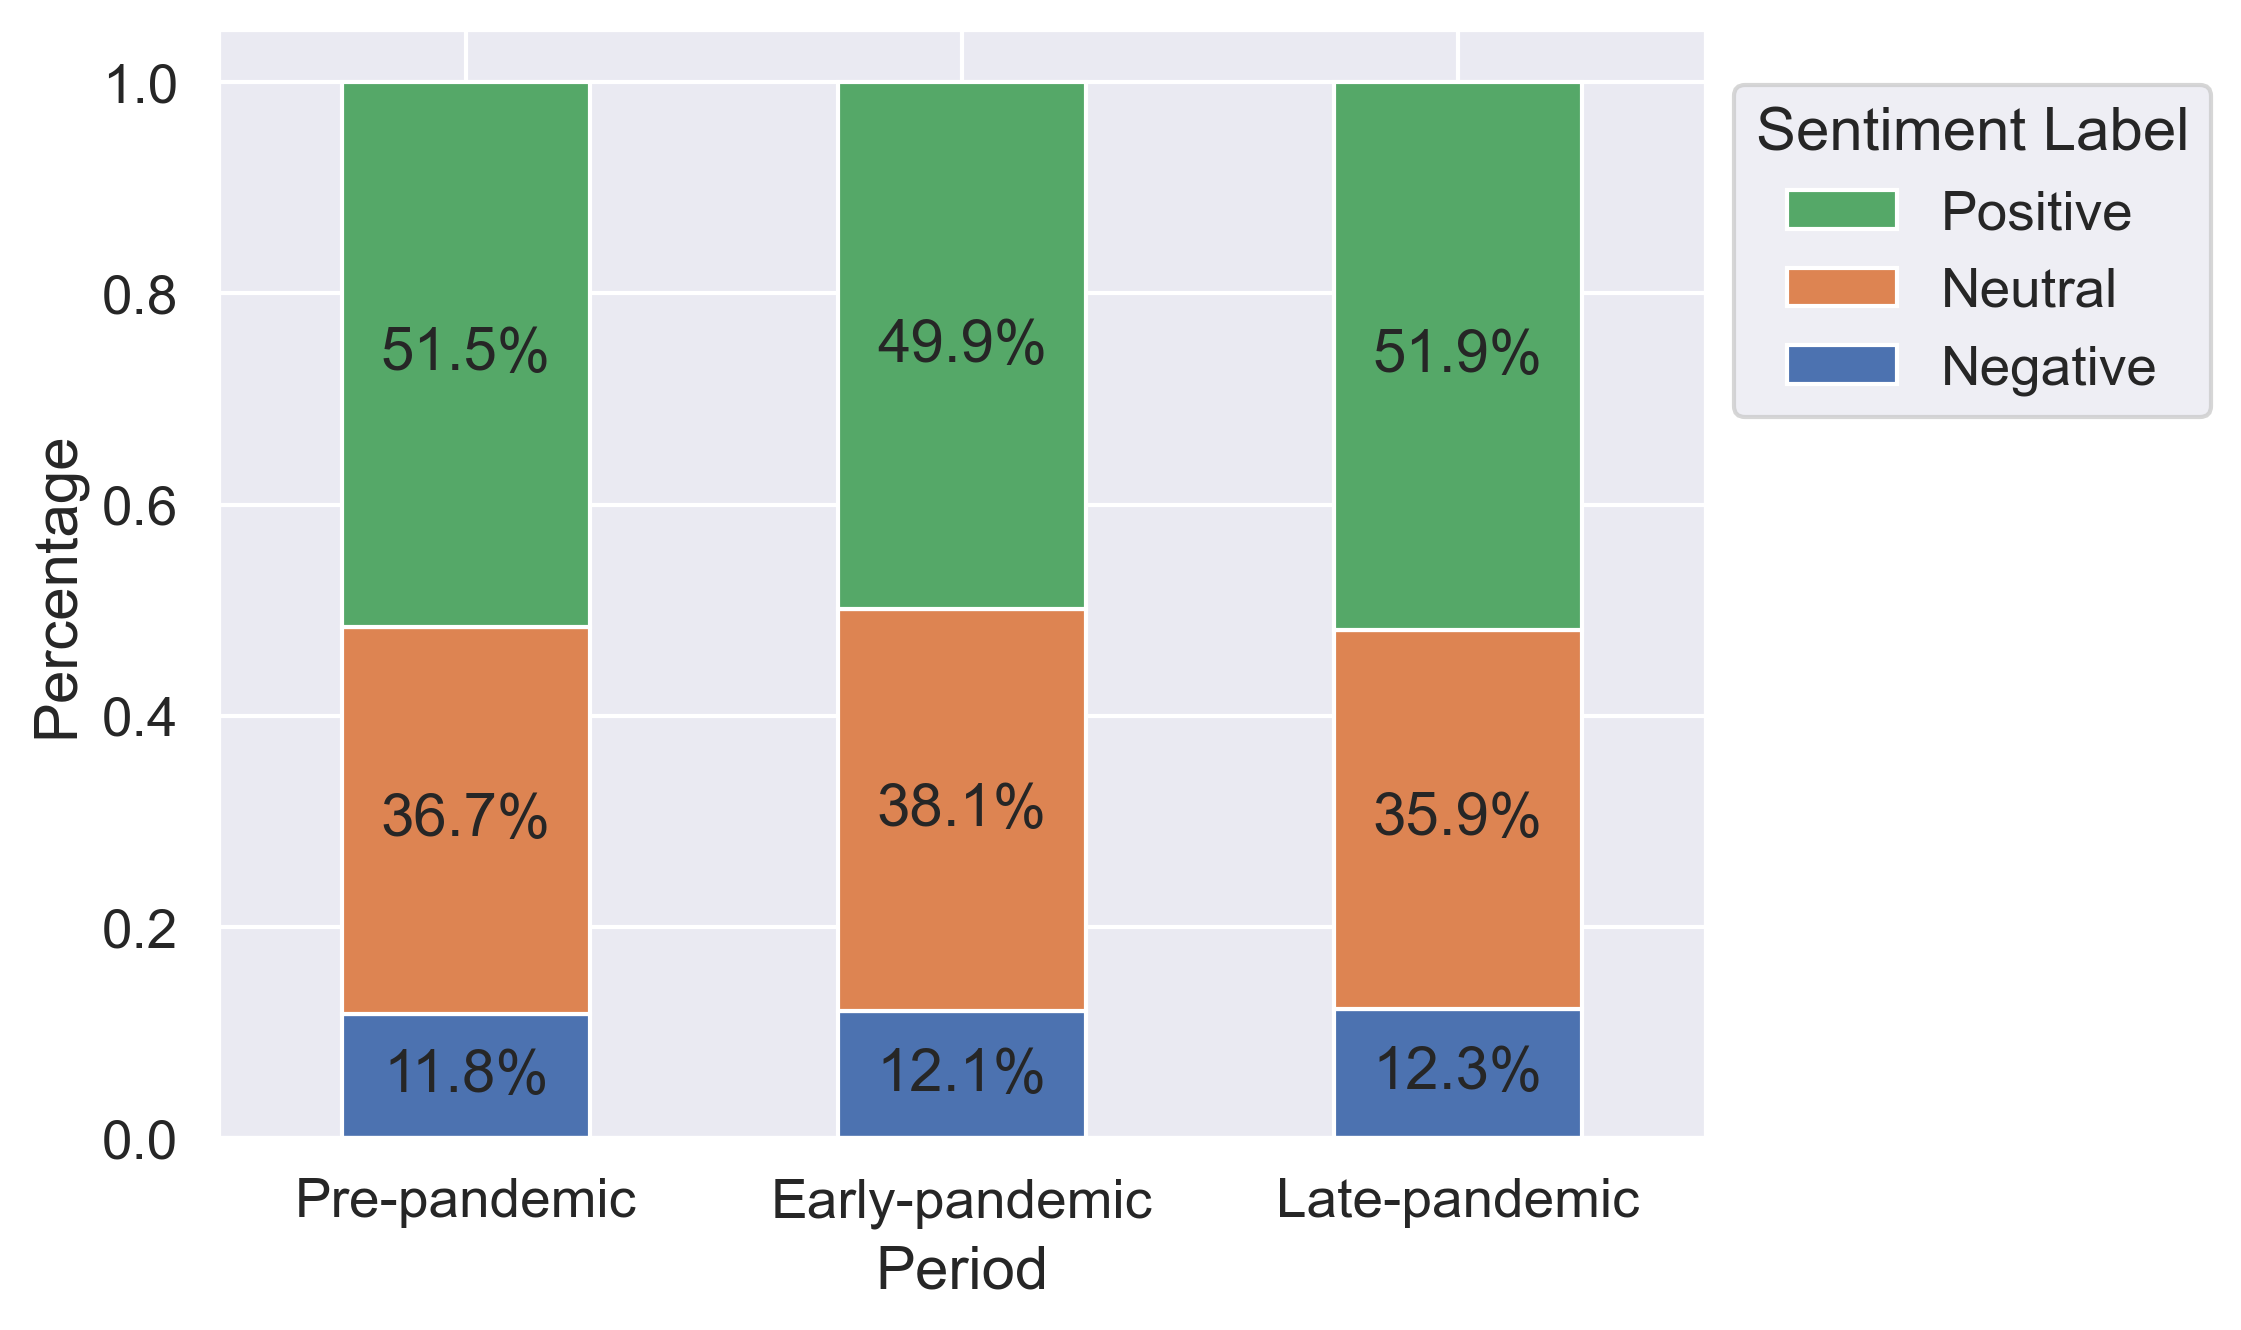 Percentage
1.0
0.8
0.6
0.4
0.2
0.0
51.5%
49.9%
51.9%
36.7%
38.1%
35.9%
11.8%
12.1%
12.3%
Pre-pandemic
Early-pandemic
Late-pandemic
Period
Sentiment Label
Positive
Neutral
Negative